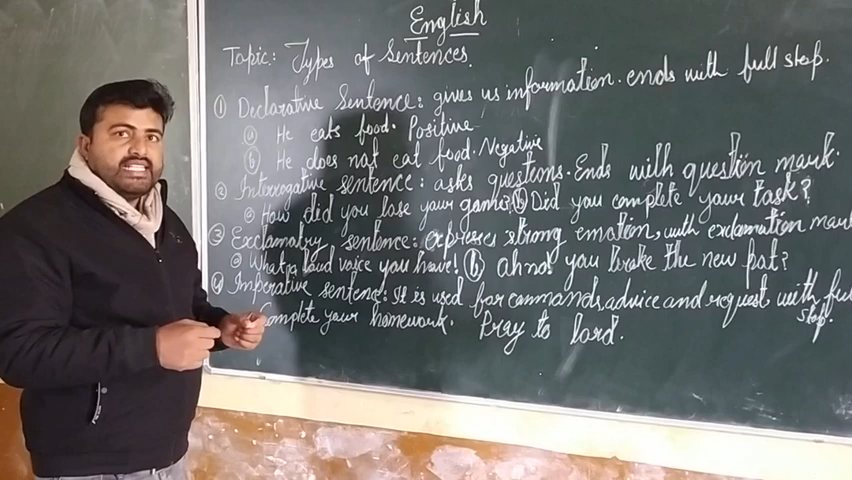 English
Topic: Types of Sentences.
① Declarative Sentence: gives us information. ends with full stop.
ⓐ He eats food. Positive
ⓑ He does not eat food. Negative
② Interrogative sentence: asks questions. Ends with question mark.
ⓐ How did you lose your game? ⓑ Did you complete your task?
③ Exclamatry sentence: expresses strong emotion, with exclamation mark
ⓐ What a loud voice you have! ⓑ ahno! you brake the new pot?
④ Imperative sentence: It is used for commands, advice and request with full stop.
Complete your homework. Pray to lord.